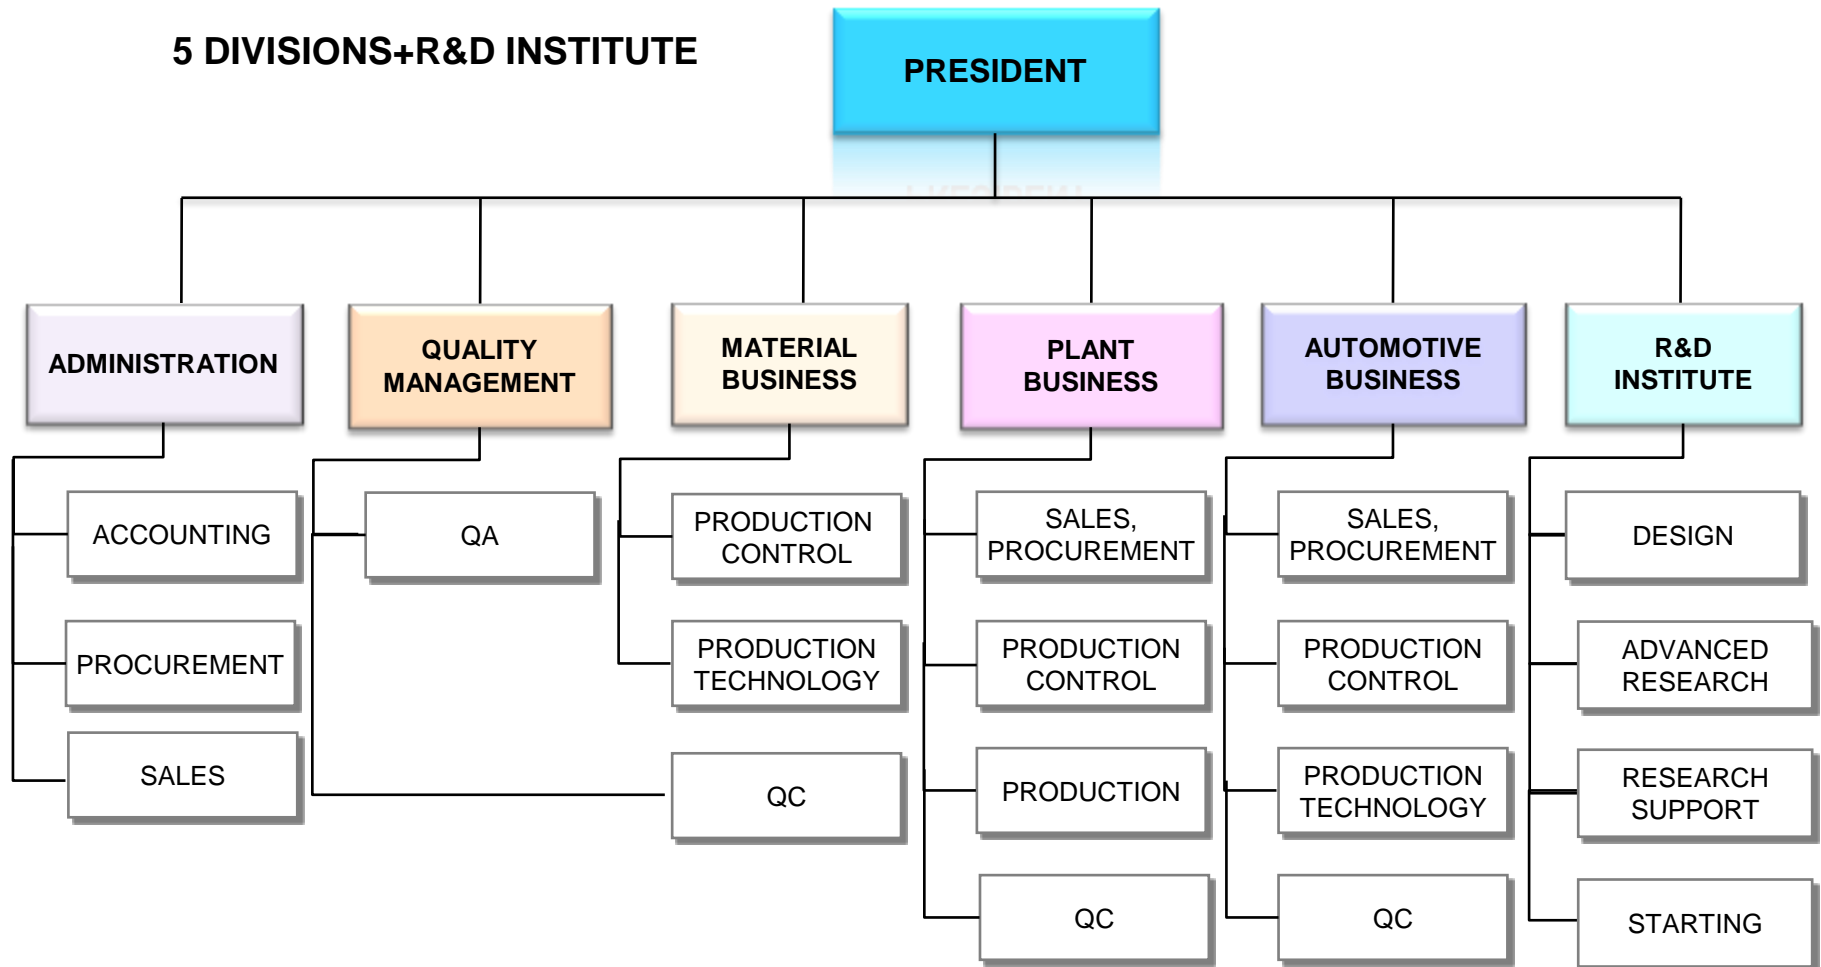 5 DIVISIONS+R&D INSTITUTE
PRESIDENT
ADMINISTRATION
QUALITY
MANAGEMENT
MATERIAL
BUSINESS
PLANT
BUSINESS
AUTOMOTIVE
BUSINESS
R&D
INSTITUTE
ACCOUNTING
PROCUREMENT
SALES
QA
PRODUCTION
CONTROL
PRODUCTION
TECHNOLOGY
QC
SALES,
PROCUREMENT
PRODUCTION
CONTROL
PRODUCTION
QC
SALES,
PROCUREMENT
PRODUCTION
CONTROL
PRODUCTION
TECHNOLOGY
QC
DESIGN
ADVANCED
RESEARCH
RESEARCH
SUPPORT
STARTING